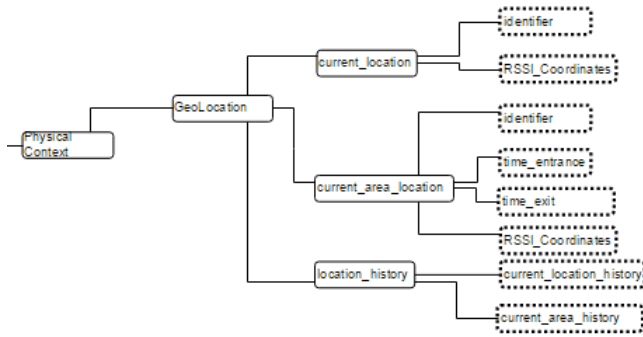 identifier
current_location
RSSI_Coordinates
GeoLocation
identifier
Physical
Context
time_entrance
current_area_location
time_exit
RSSI_Coordinates
location_history
current_location_history
current_area_history